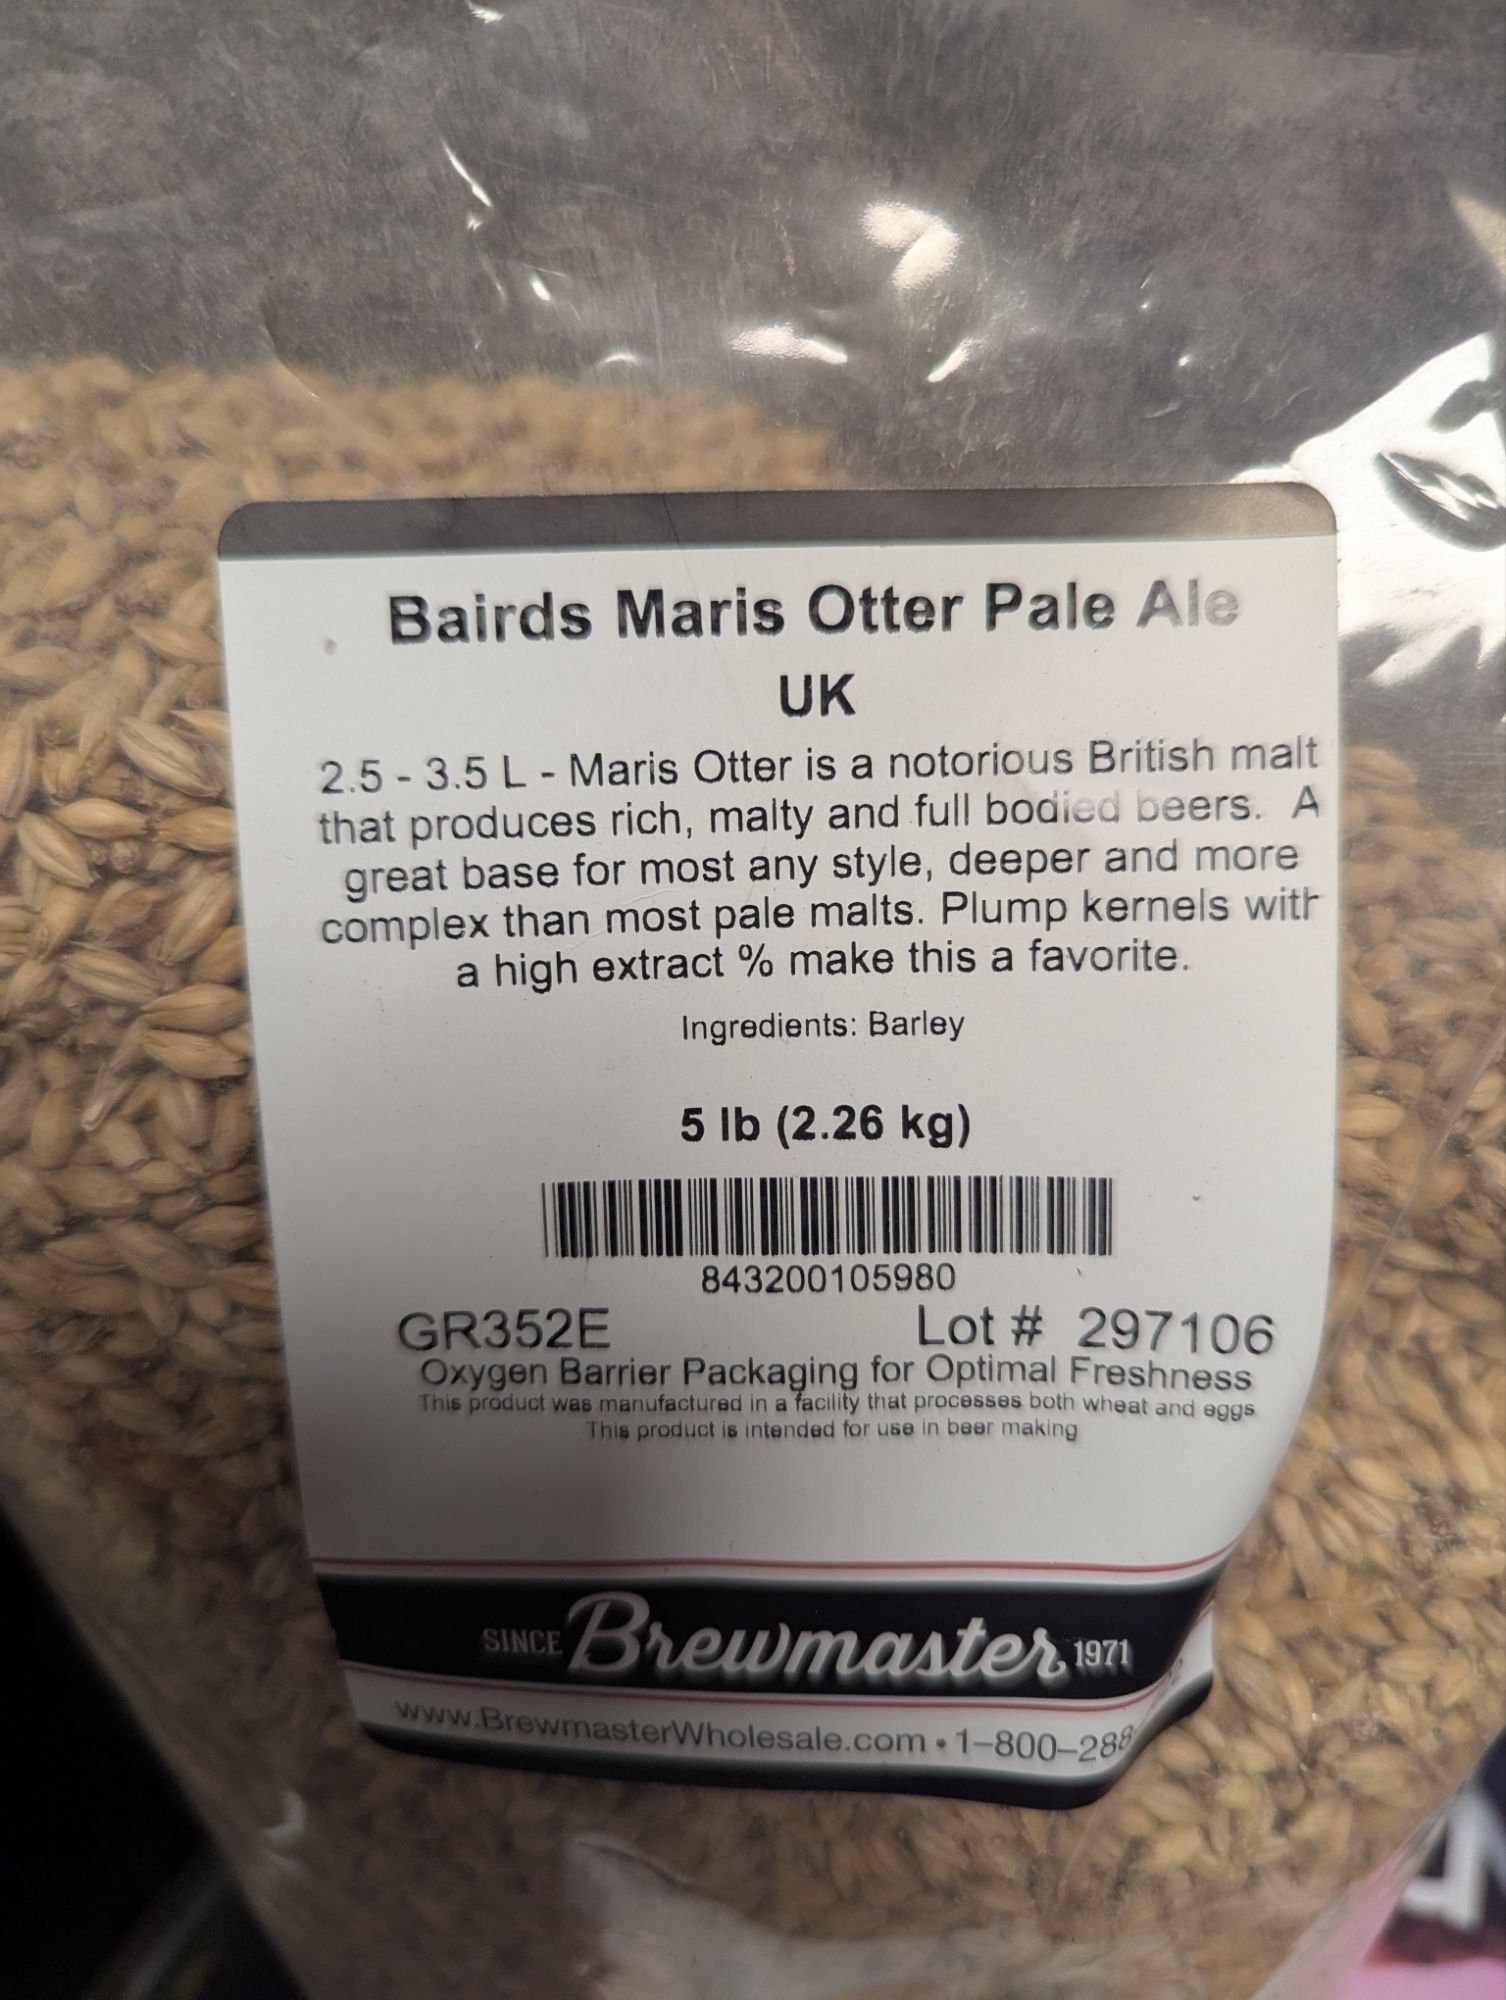 Bairds Maris Otter Pale Ale
UK
2.5 - 3.5 L - Maris Otter is a notorious British malt
that produces rich, malty and full bodied beers. A
great base for most any style, deeper and more
complex than most pale malts. Plump kernels with
a high extract % make this a favorite.
Ingredients: Barley
5 lb (2.26 kg)
843200105980
GR352E Lot # 297106
Oxygen Barrier Packaging for Optimal Freshness
This product was manufactured in a facility that processes both wheat and eggs
This product is intended for use in beer making
SINCE Brewmaster 1971
www.BrewmasterWholesale.com • 1-800-288